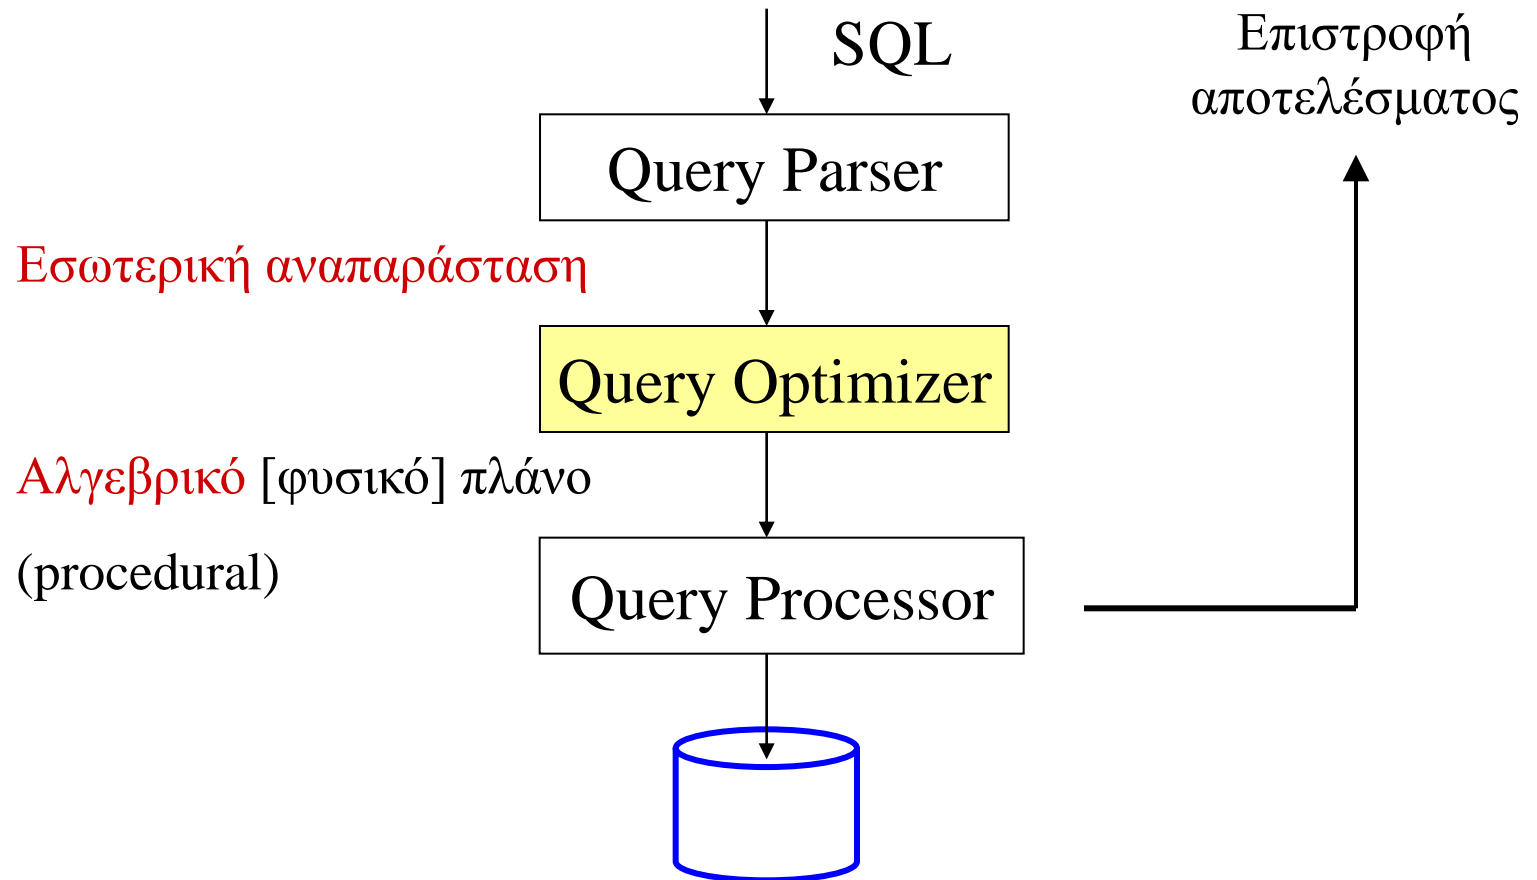 SQL
Επιστροφή
αποτελέσματος
Query Parser
Εσωτερική αναπαράσταση
Query Optimizer
Αλγεβρικό [φυσικό] πλάνο
(procedural)
Query Processor